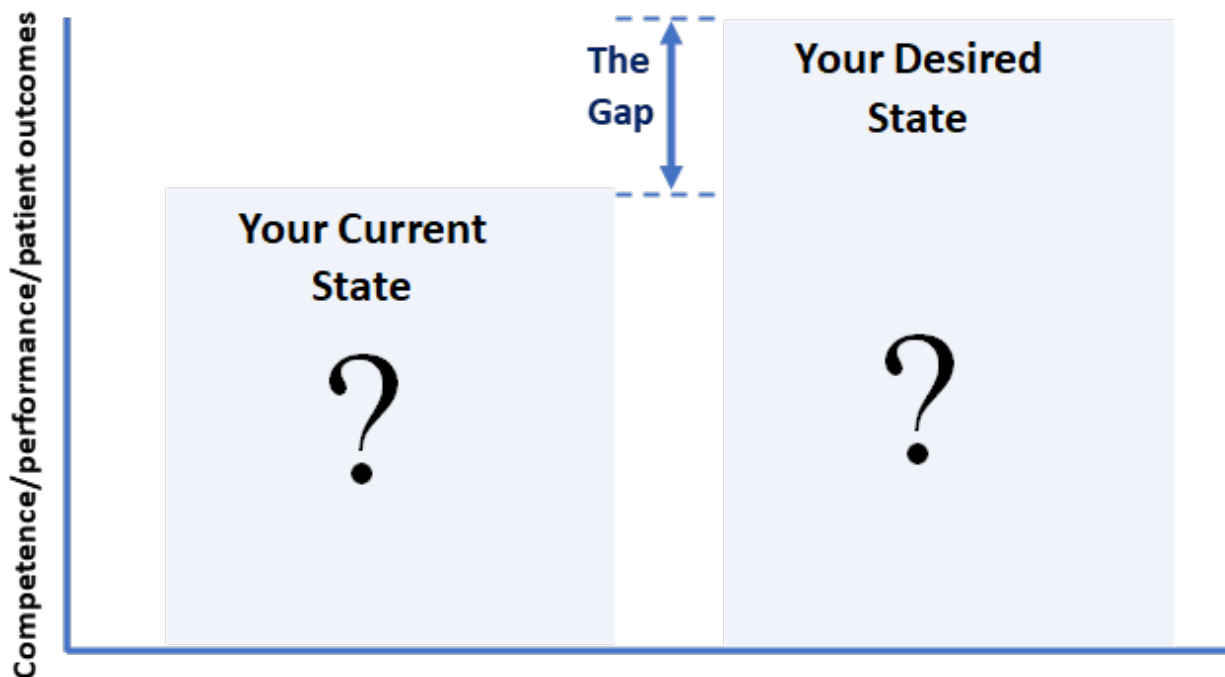 Competence/performance/patient outcomes
The
Gap
Your Desired
State
Your Current
State
?
?